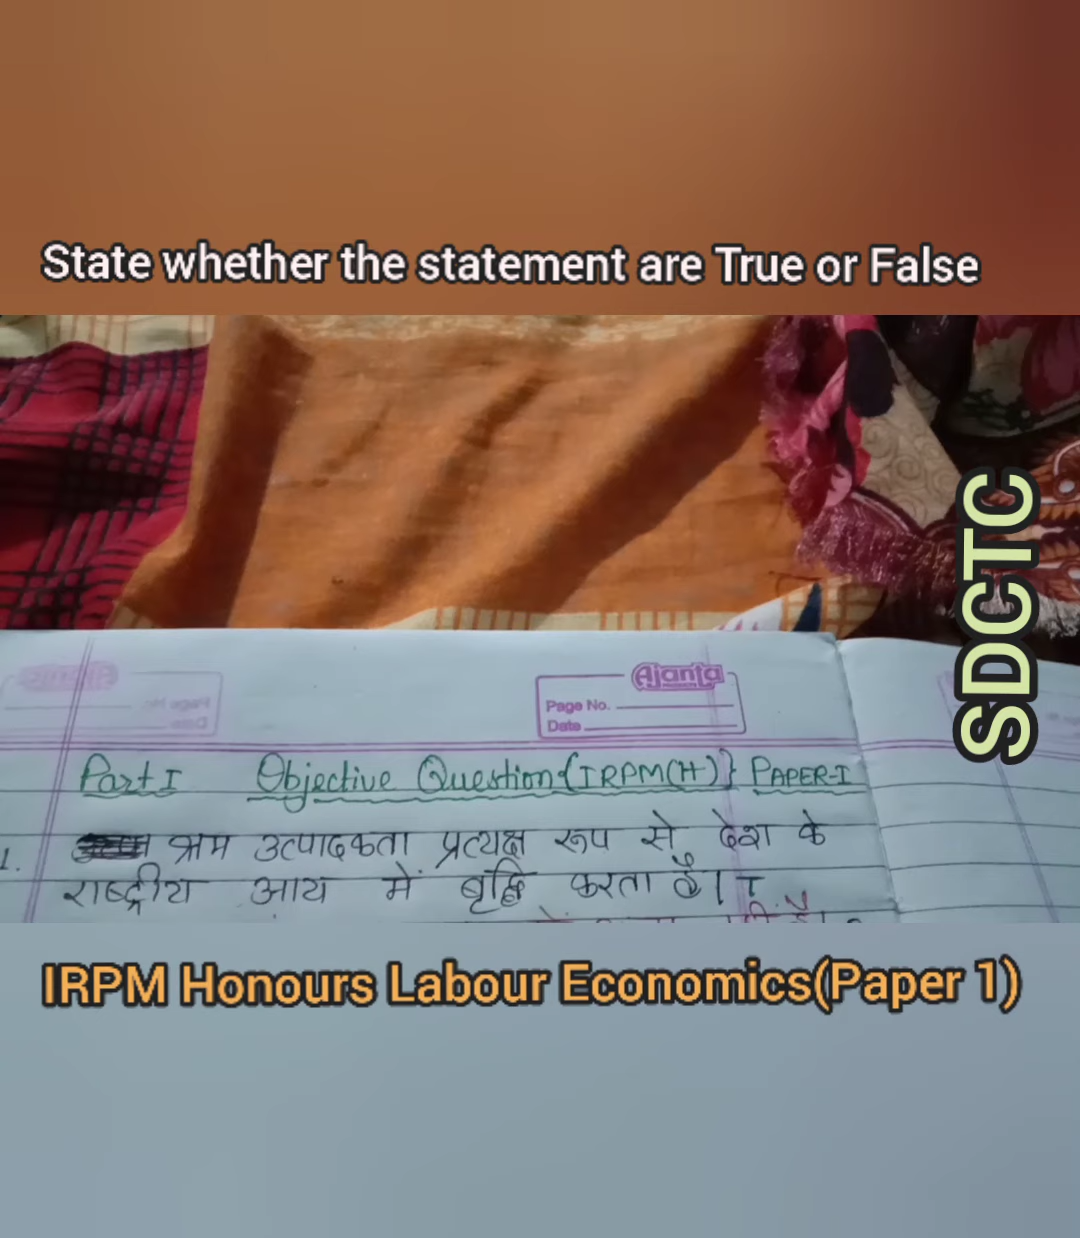 State whether the statement are True or False
SDCTC
Ajanta
Page No.
Date
Part I Objective Question {IRPM(H)} PAPER-I
1. श्रम उत्पादकता प्रत्यक्ष रूप से देश के
राष्ट्रीय आय में बृद्धि करता है। T
IRPM Honours Labour Economics(Paper 1)